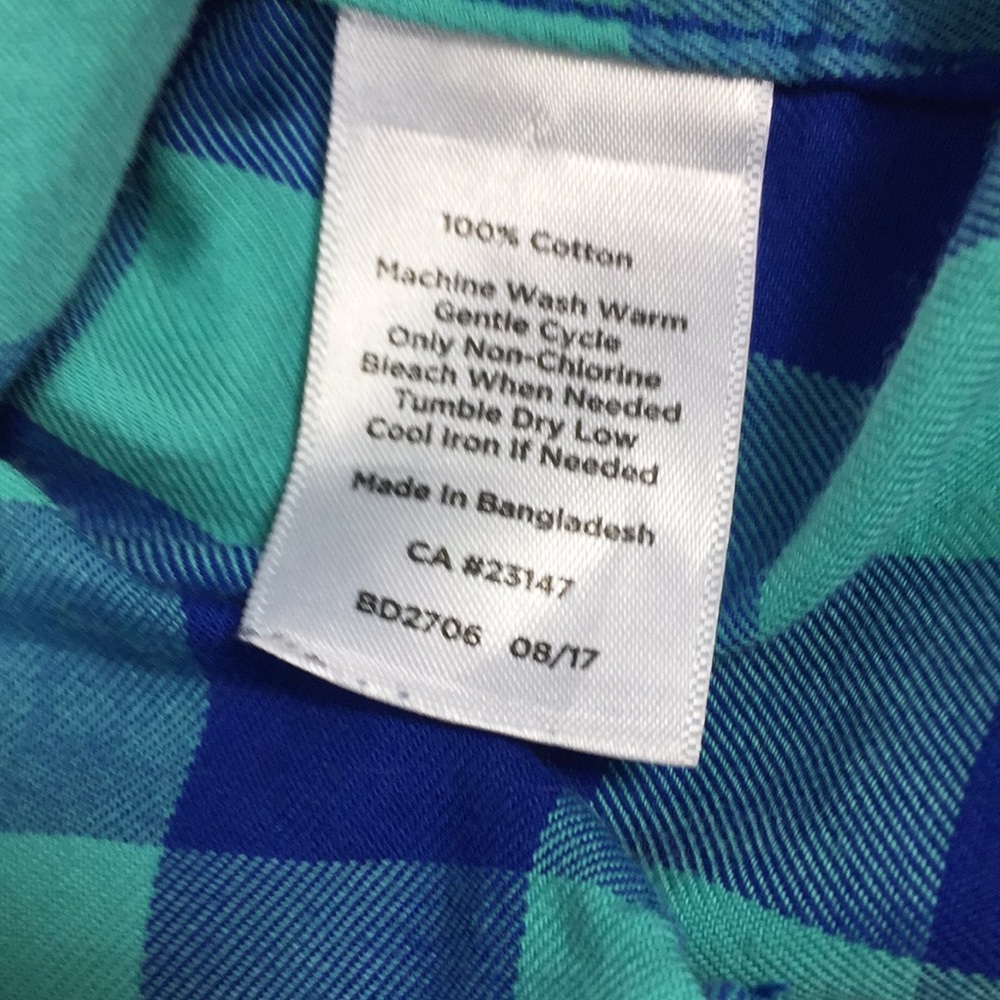 100% Cotton
Machine Wash Warm
Gentle Cycle
Only Non-Chlorine
Bleach When Needed
Tumble Dry Low
Cool Iron If Needed
Made In Bangladesh
CA #23147
BD2706 08/17